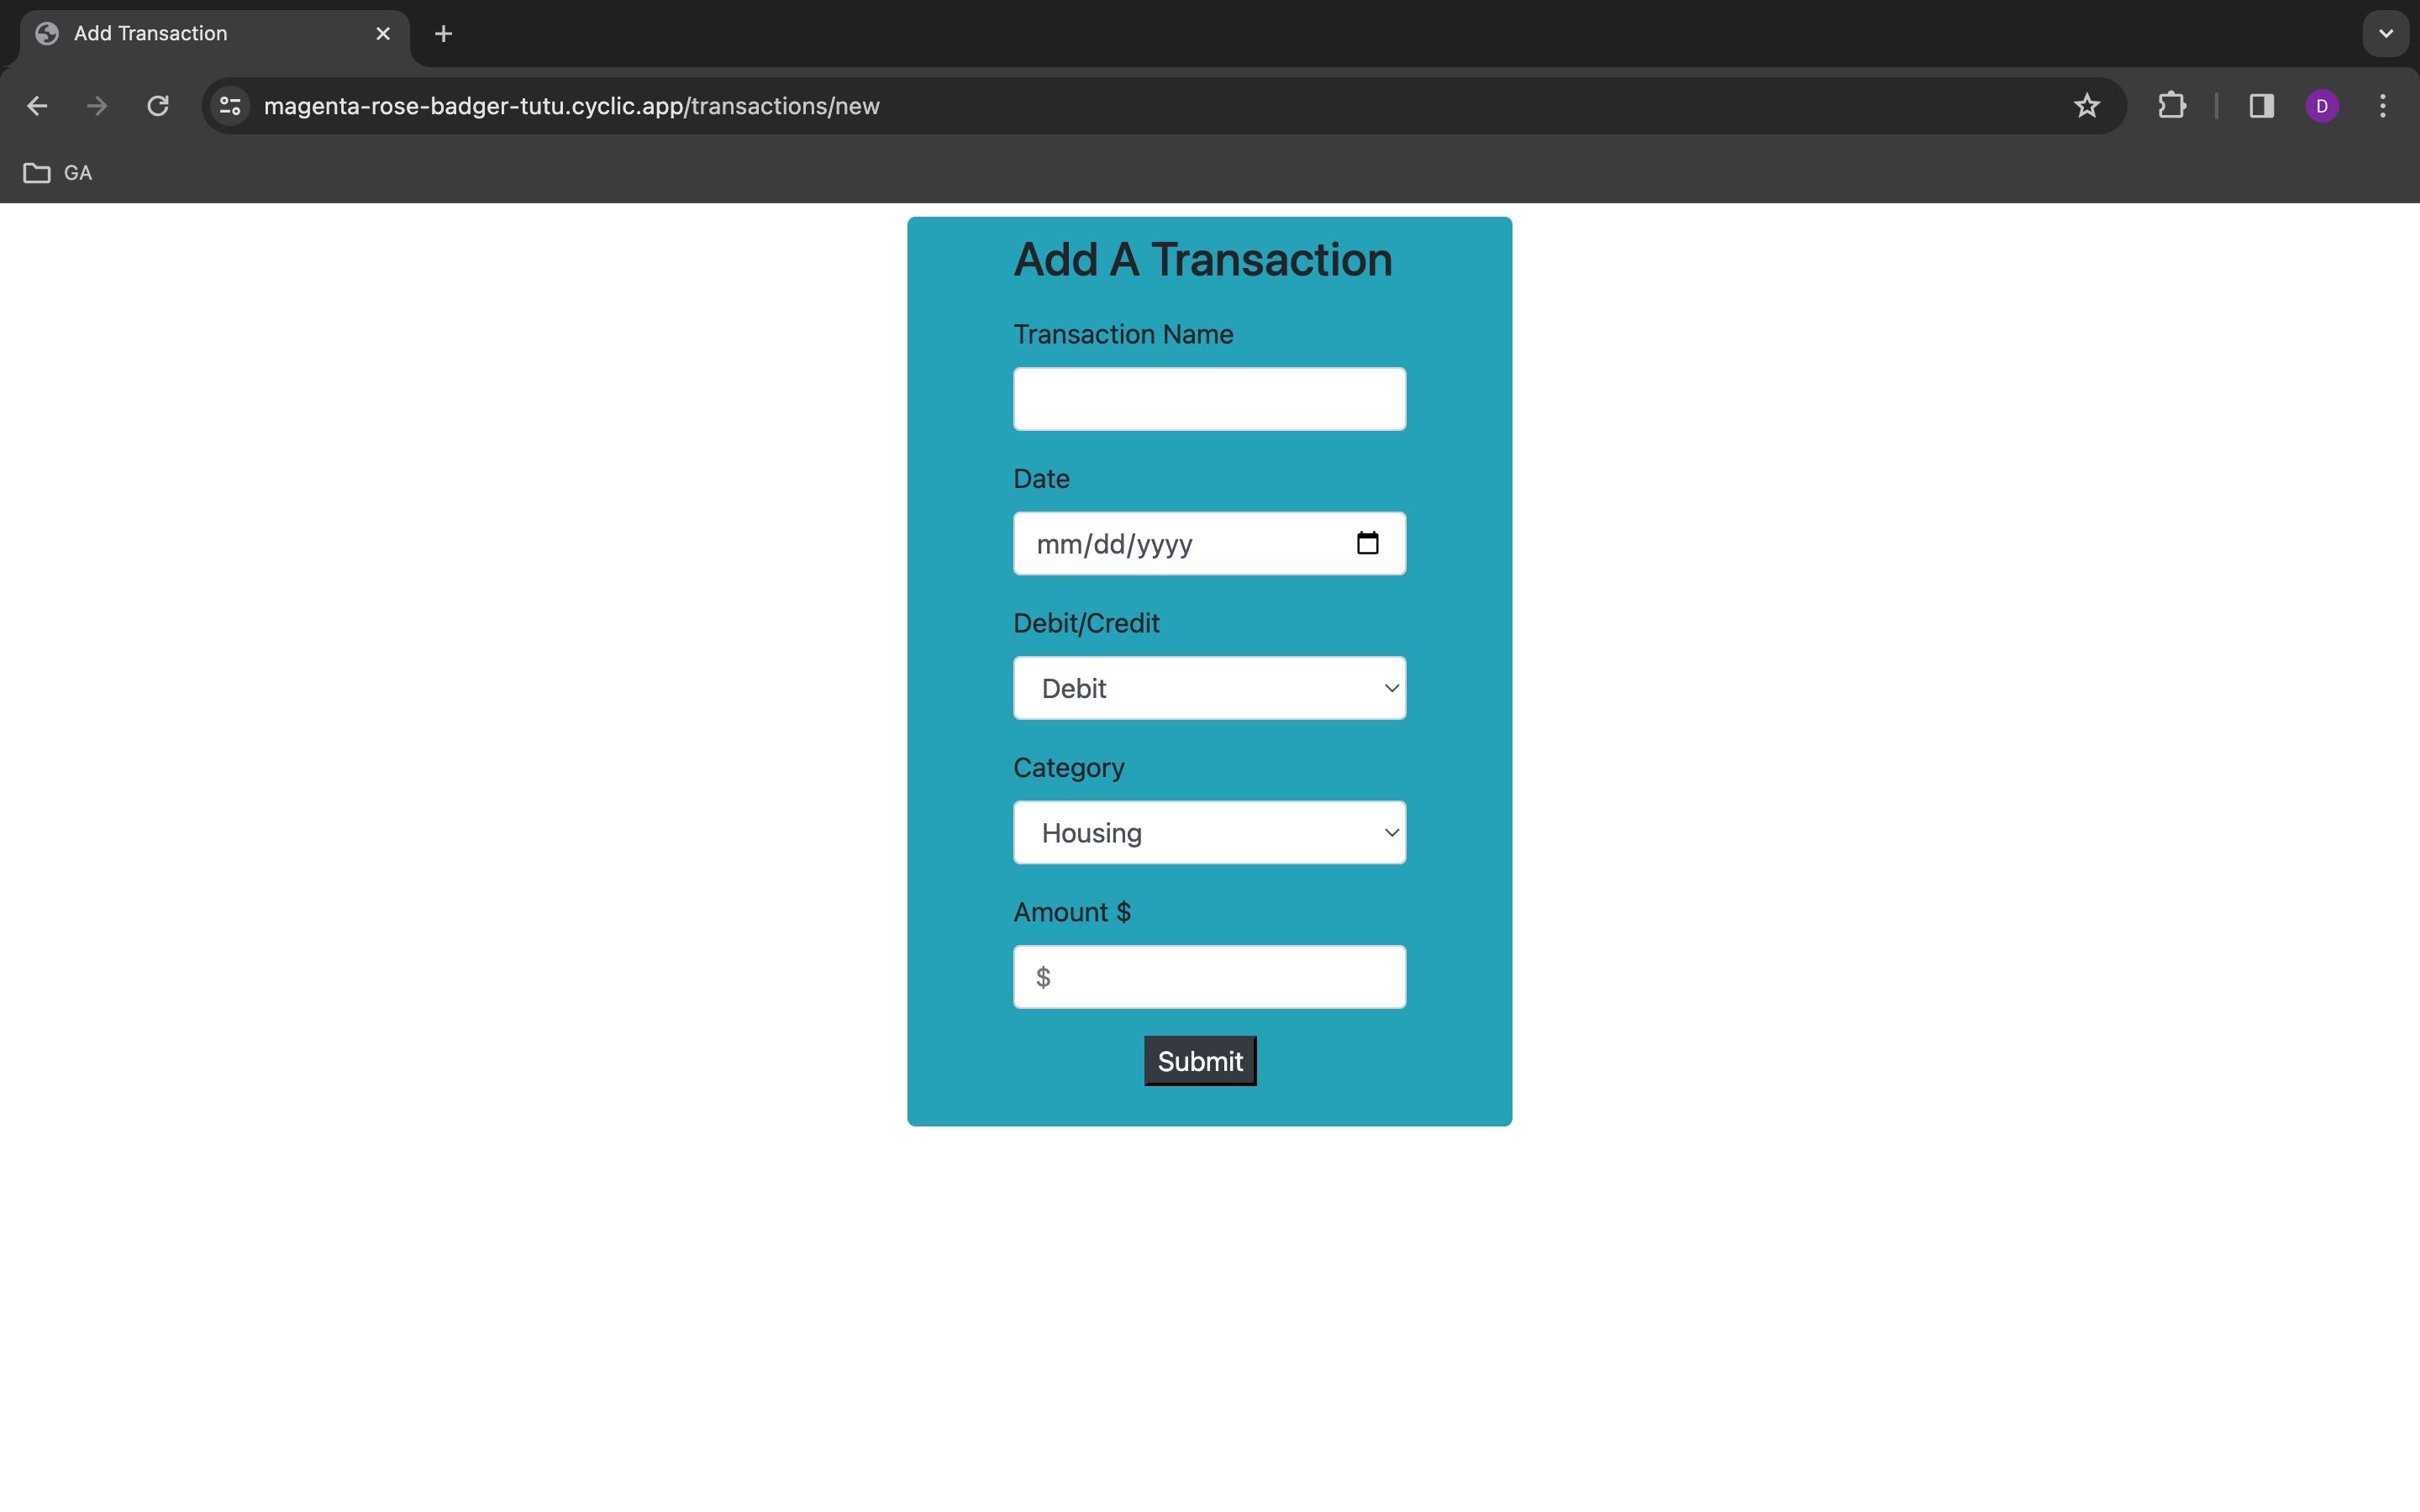 Add Transaction
magenta-rose-badger-tutu.cyclic.app/transactions/new
D
GA
Add A Transaction
Transaction Name
Date
mm/dd/yyyy
Debit/Credit
Debit
Category
Housing
Amount $
$
Submit